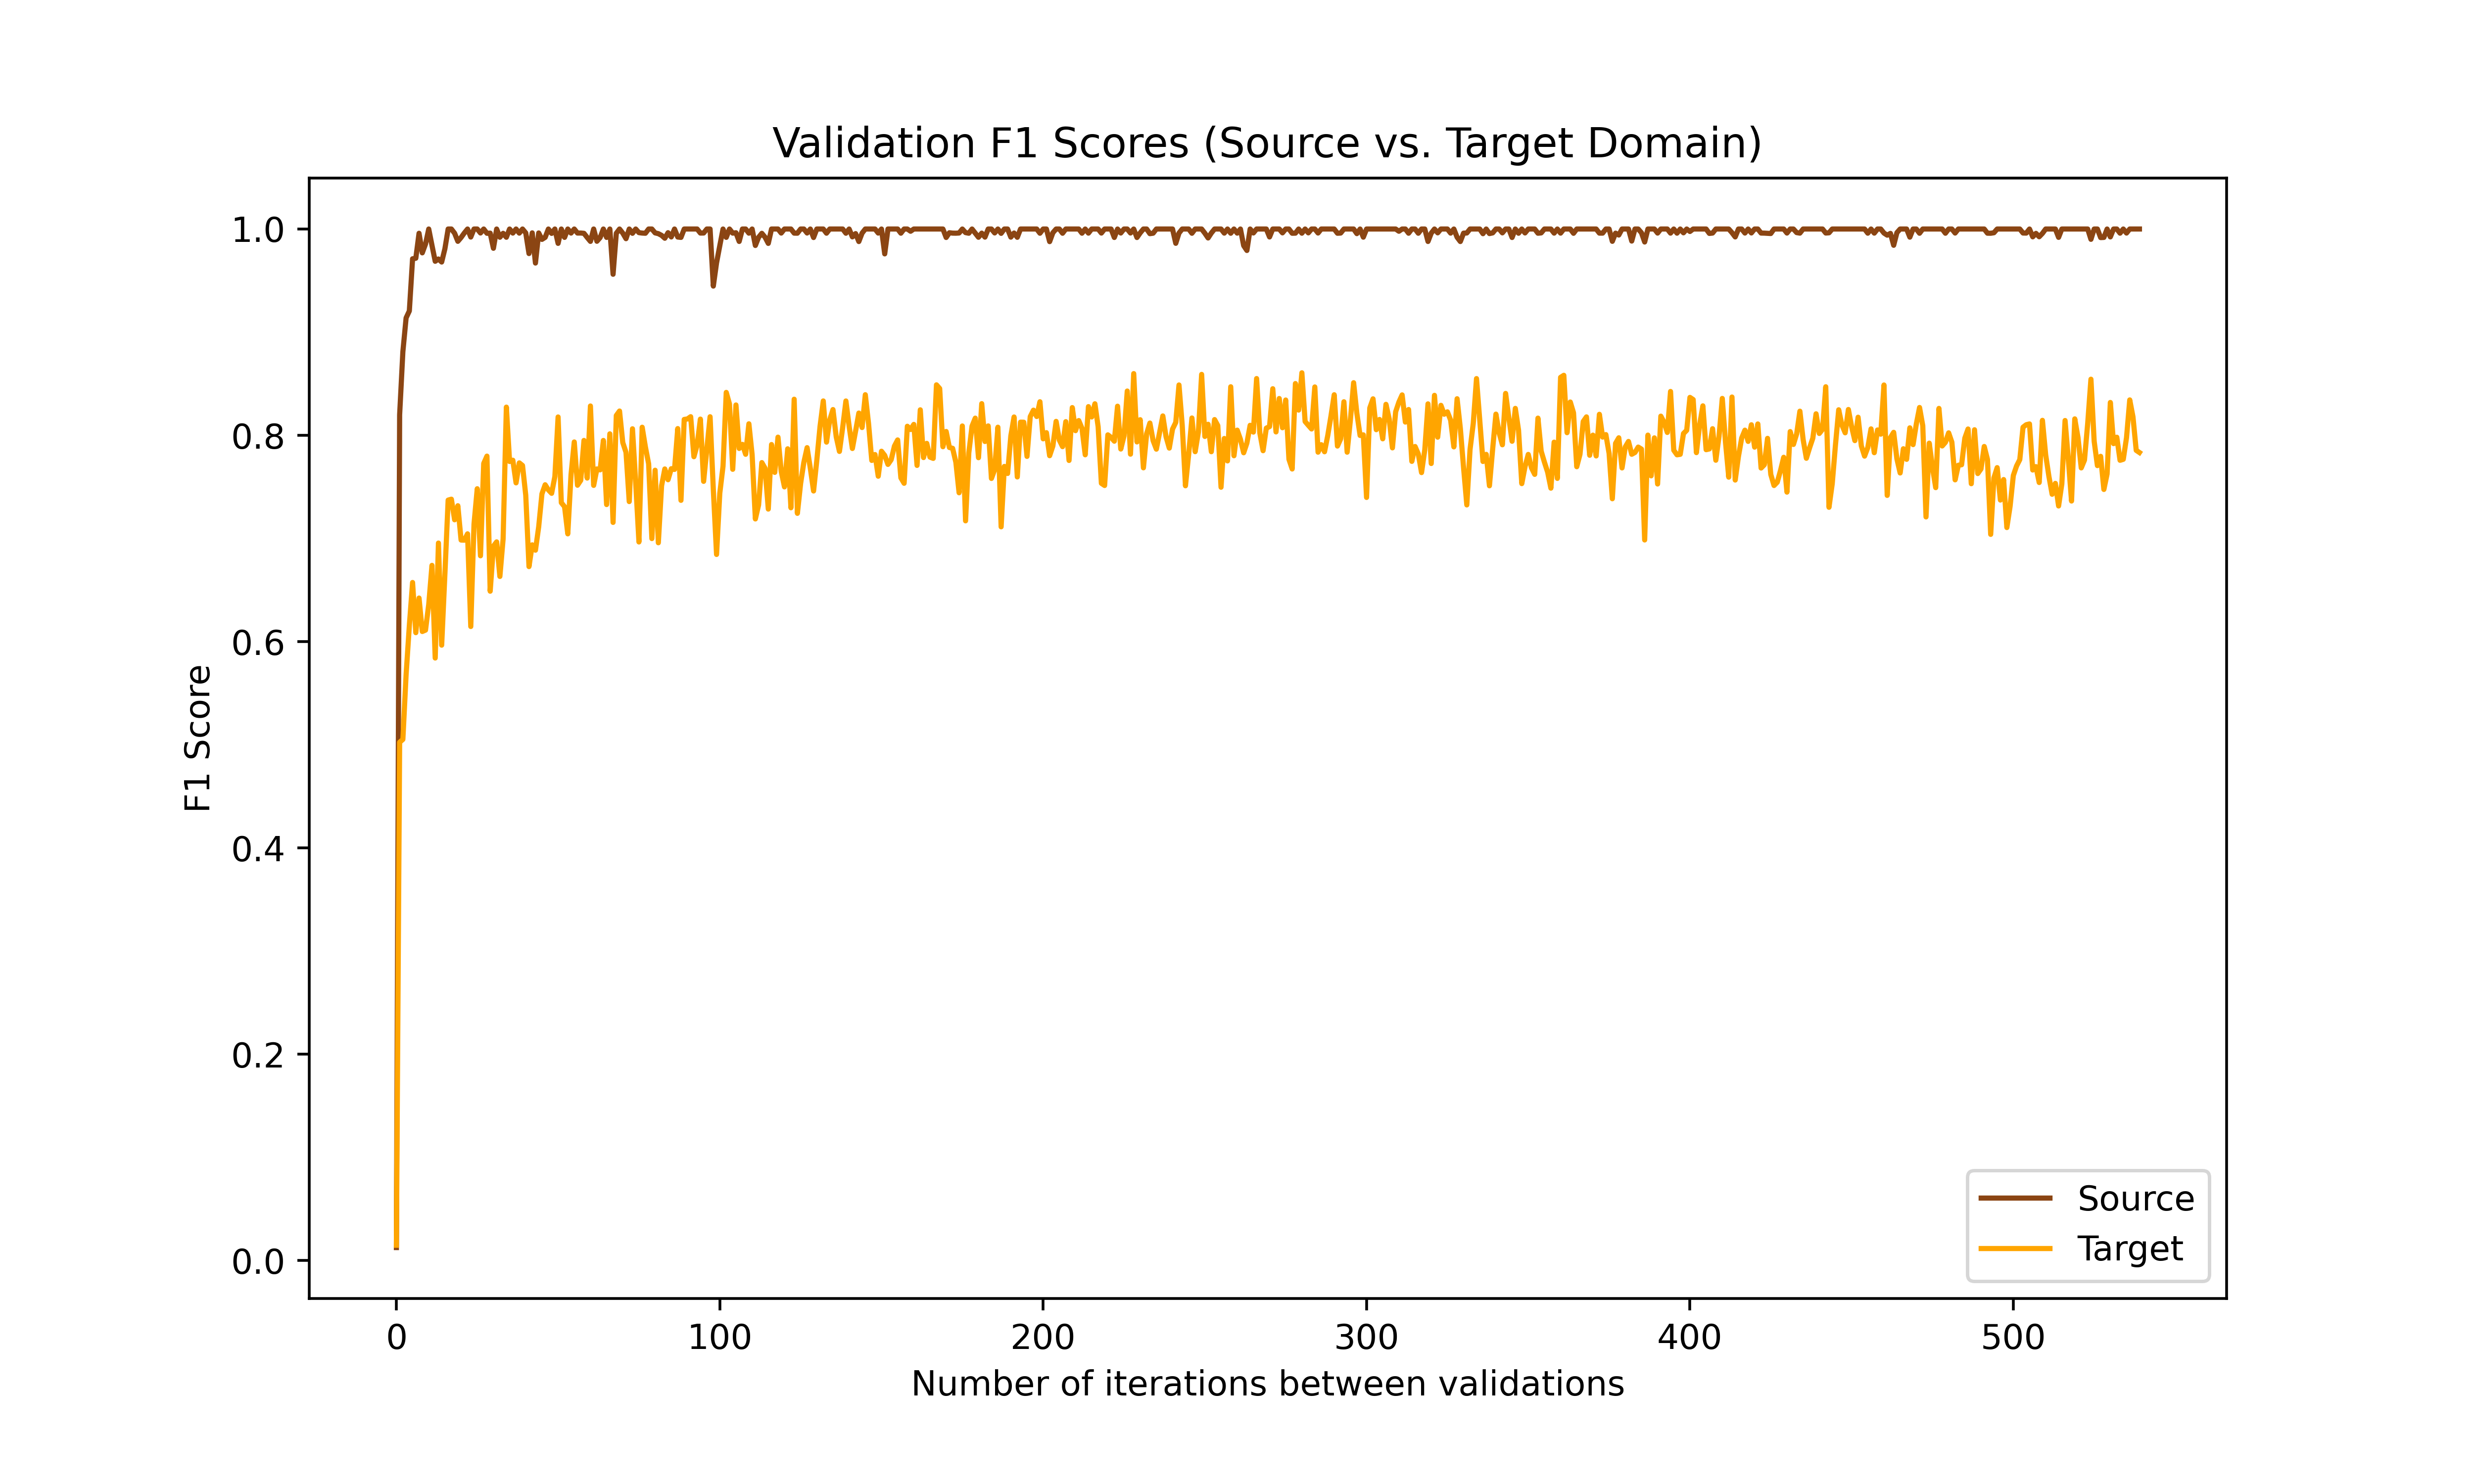 Validation F1 Scores (Source vs. Target Domain)
F1 Score
1.0
0.8
0.6
0.4
0.2
0.0
0 100 200 300 400 500
Number of iterations between validations
Source
Target